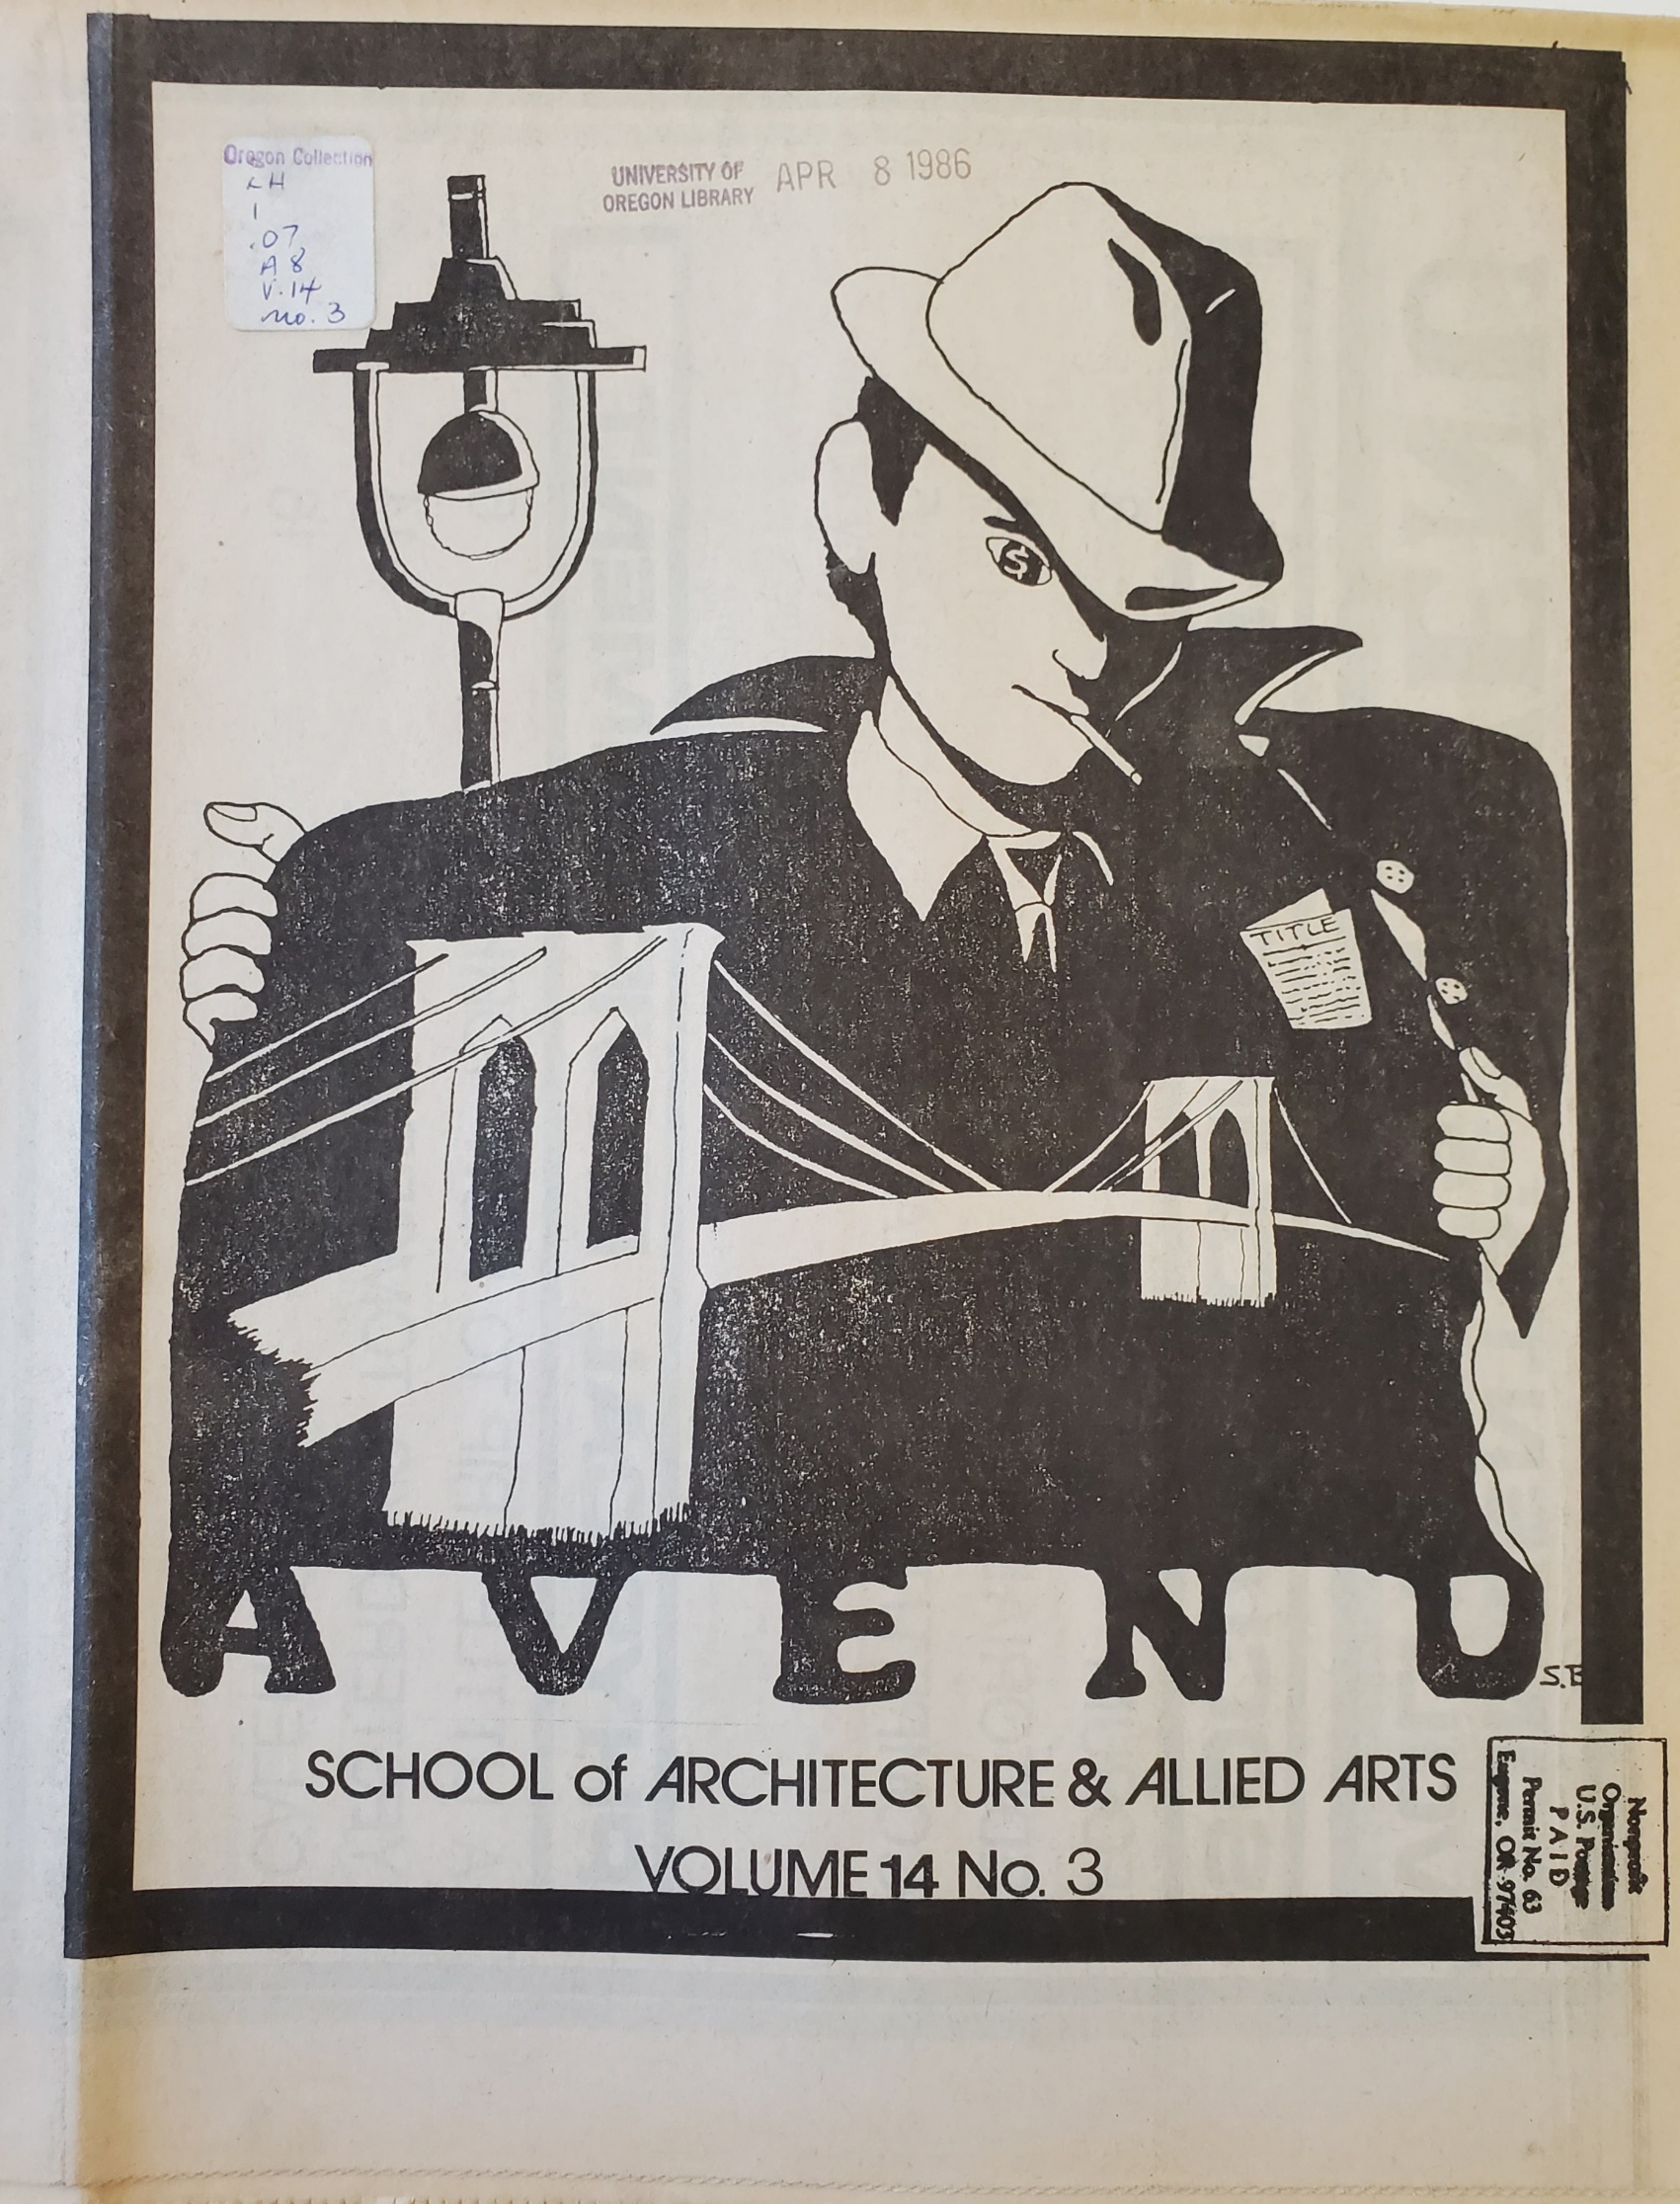 Oregon Collection
LH
1
.07
A8
V.14
no. 3
UNIVERSITY OF
OREGON LIBRARY
APR 8 1986
$
TITLE
AVENU
S.B
SCHOOL of ARCHITECTURE & ALLIED ARTS
VOLUME 14 No. 3
Nonprofit
Organization
U.S. Postage
PAID
Permit No. 63
Eugene, OR 97403